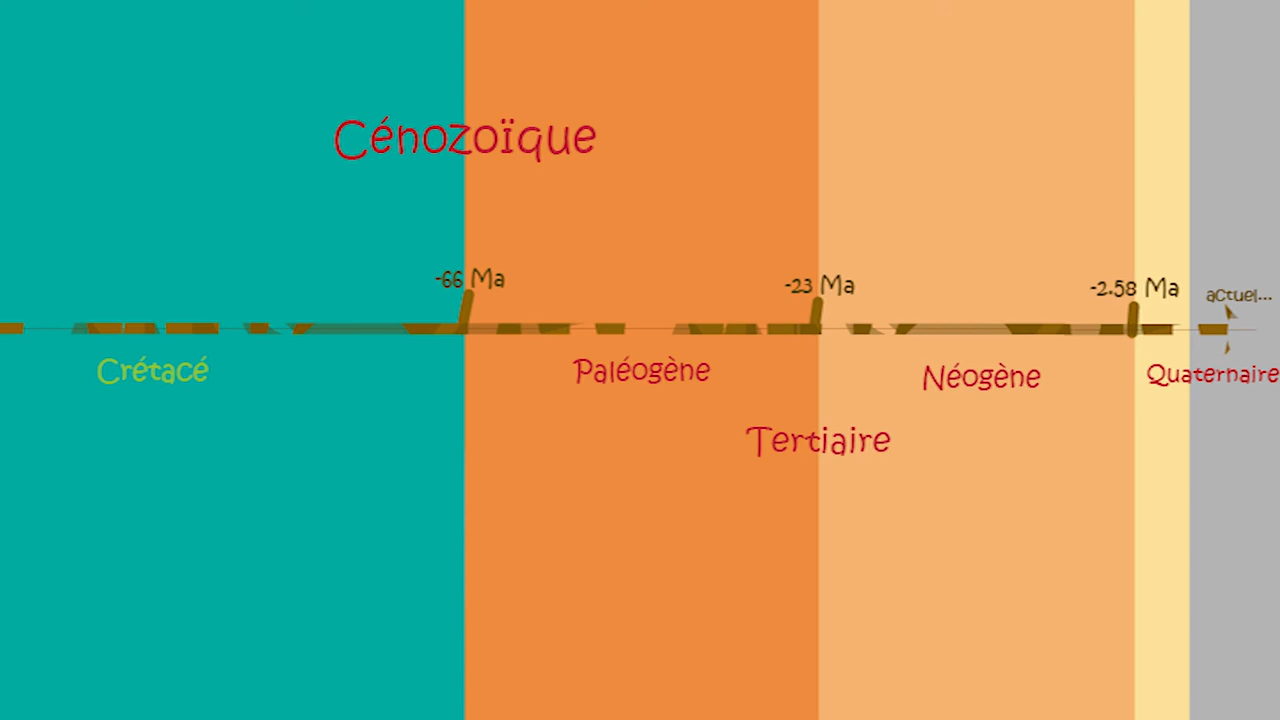 Cénozoïque
-66 Ma
-23 Ma
-2.58 Ma
actuel...
Crétacé
Paléogène
Néogène
Quaternaire
Tertiaire